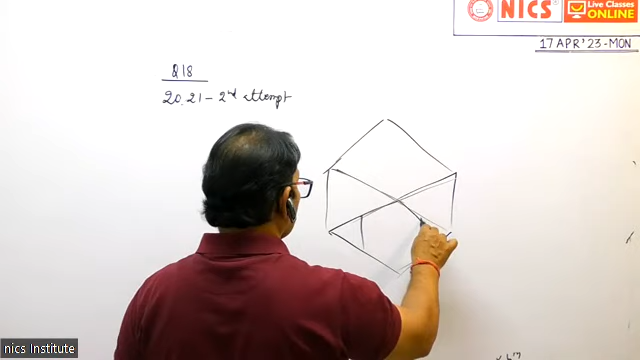 NICS
Live Classes
ONLINE
17 APR'23-MON
Q18
20.21 - 2nd attempt
nics Institute